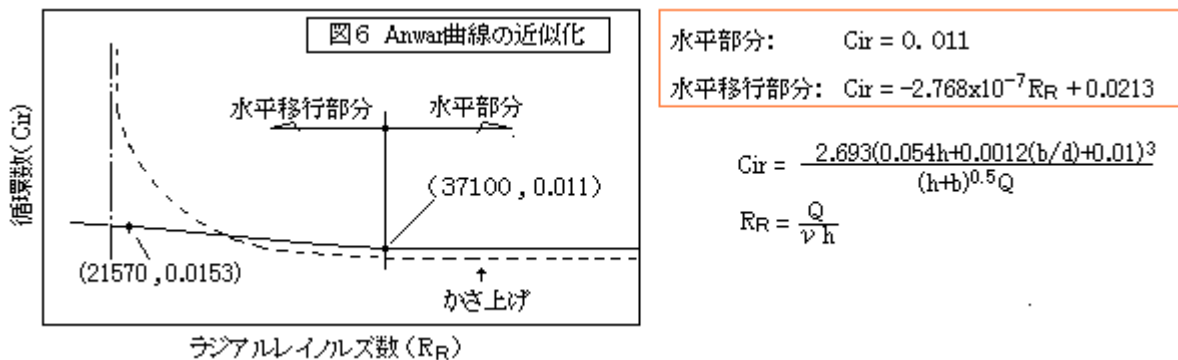 図6 Anwar曲線の近似化
水平移行部分
水平部分
(37100 , 0.011)
(21570 , 0.0153)
↑
かさ上げ
循環数(Cir)
ラジアルレイノルズ数(RR)
水平部分: Cir = 0. 011
水平移行部分: Cir = -2.768x10⁻⁷RR + 0.0213
Cir = 2.693(0.054h+0.0012(b/d)+0.01)³ / (h+b)^0.5 Q
RR = Q / ν h